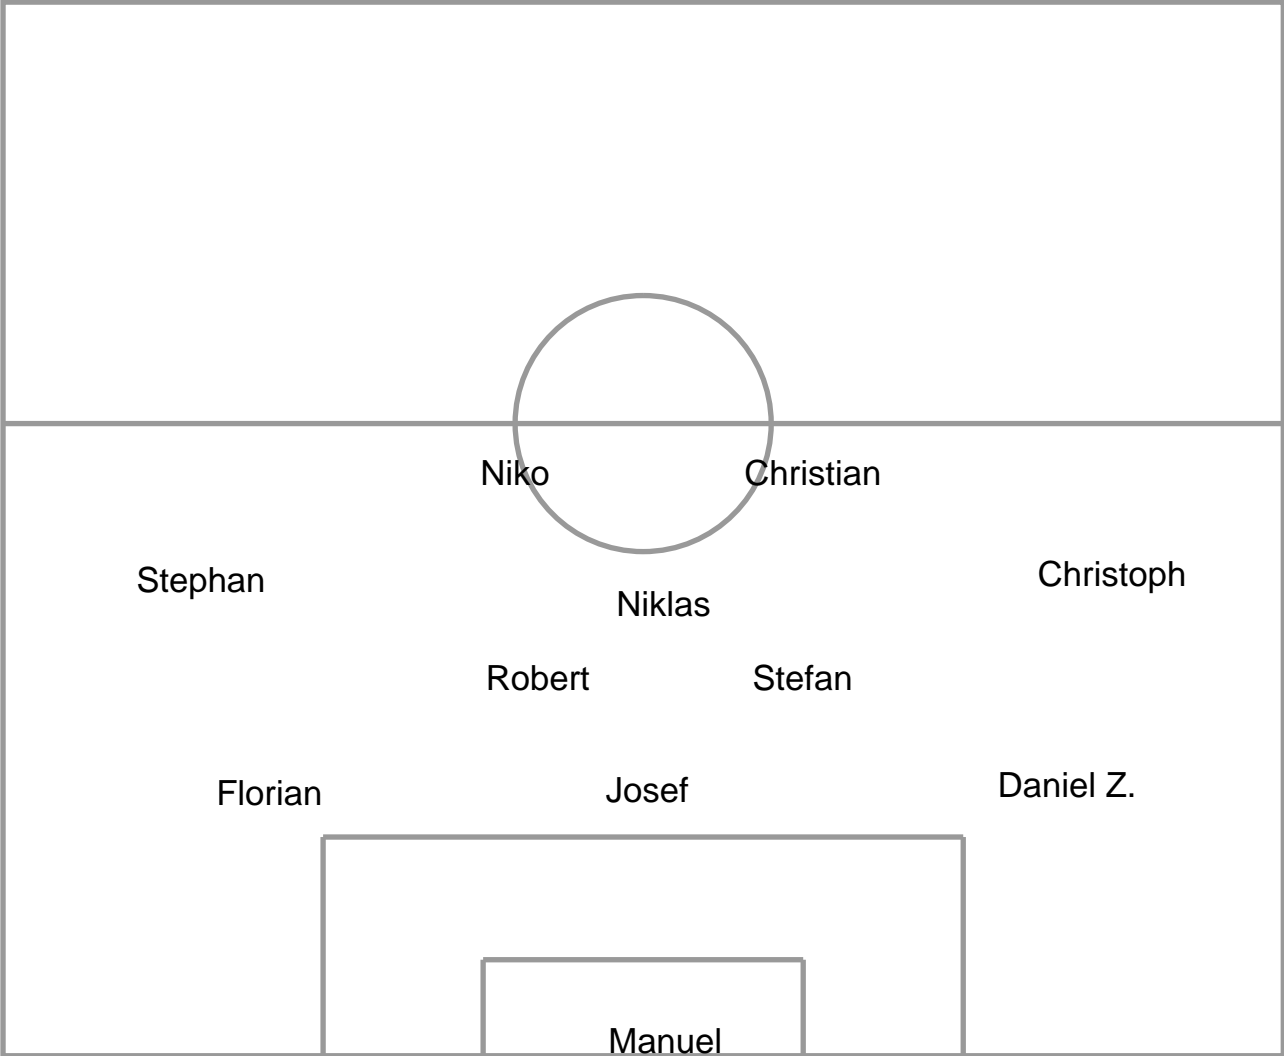 Niko
Christian
Stephan
Christoph
Niklas
Robert
Stefan
Florian
Josef
Daniel Z.
Manuel